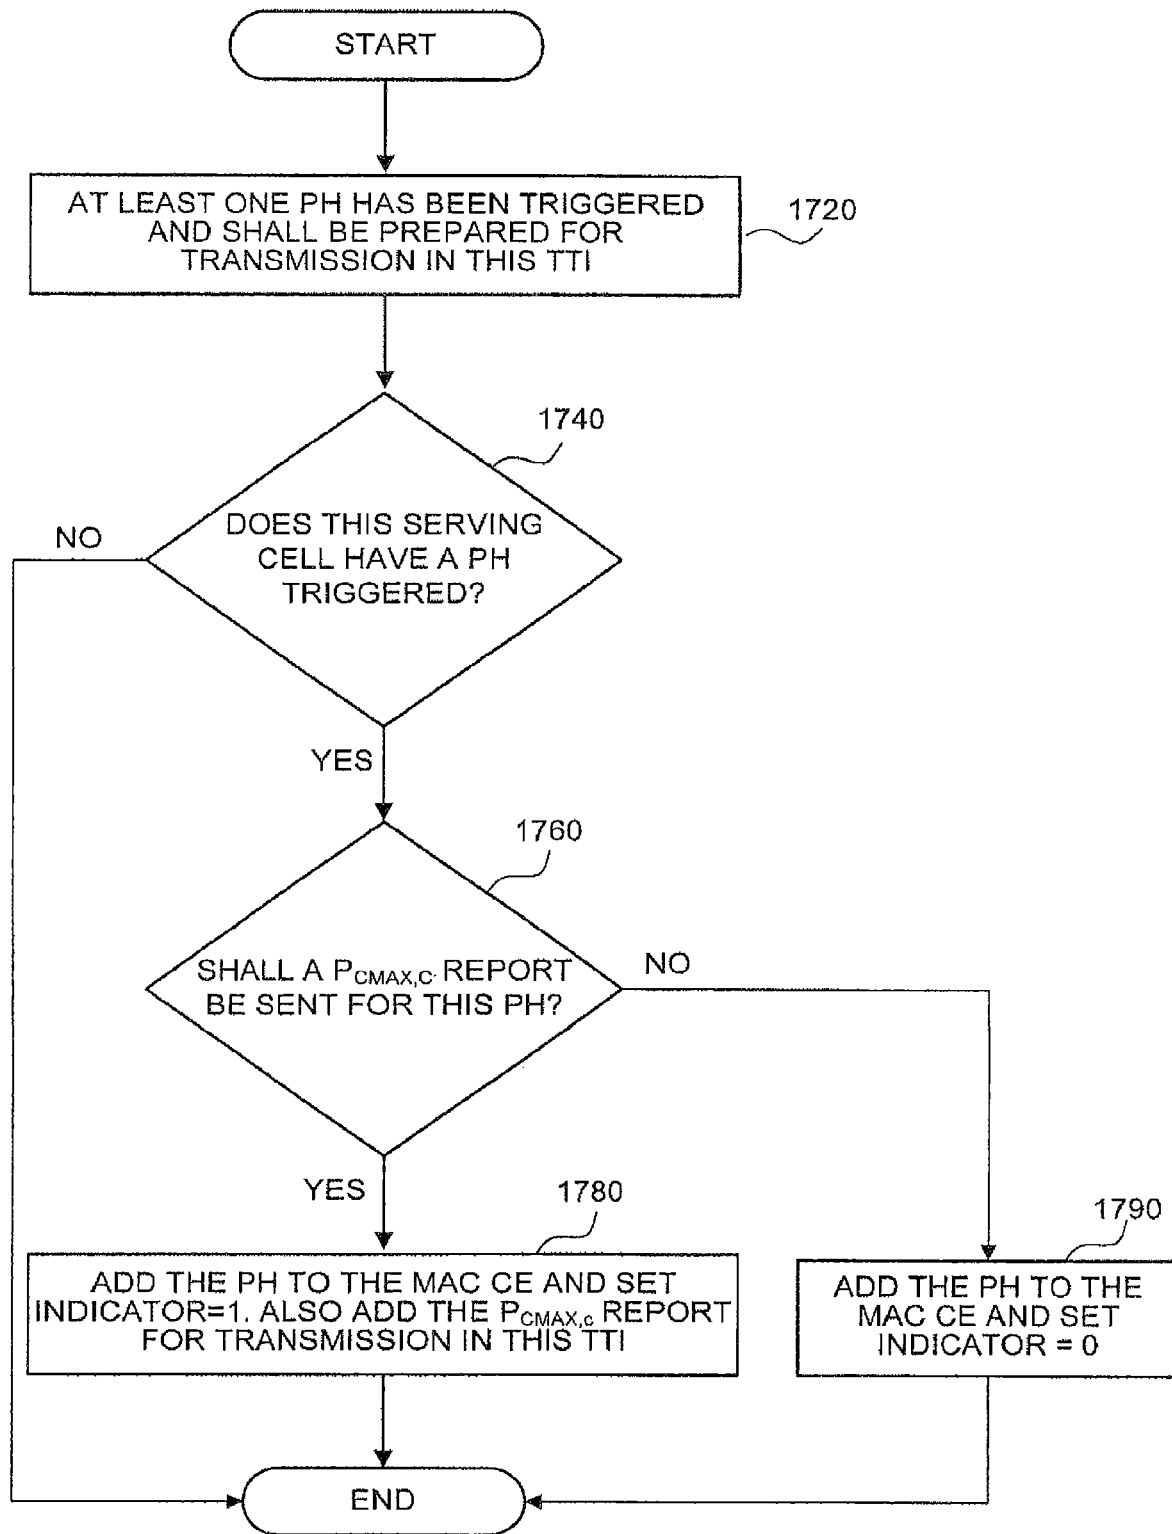 START
AT LEAST ONE PH HAS BEEN TRIGGERED
AND SHALL BE PREPARED FOR
TRANSMISSION IN THIS TTI
1720
1740
DOES THIS SERVING
CELL HAVE A PH
TRIGGERED?
NO
YES
1760
SHALL A PCMAX,C REPORT
BE SENT FOR THIS PH?
NO
YES
1780
ADD THE PH TO THE MAC CE AND SET
INDICATOR=1. ALSO ADD THE PCMAX,c REPORT
FOR TRANSMISSION IN THIS TTI
1790
ADD THE PH TO THE
MAC CE AND SET
INDICATOR = 0
END